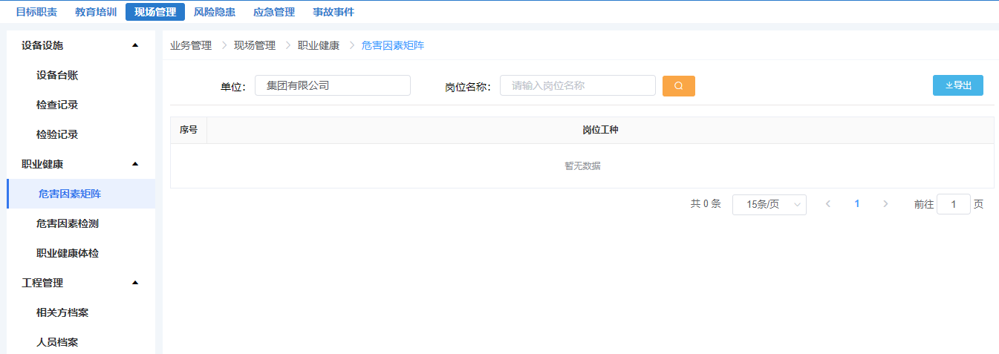 目标职责 教育培训 现场管理 风险隐患 应急管理 事故事件
设备设施
设备台账
检查记录
检验记录
职业健康
危害因素矩阵
危害因素检测
职业健康体检
工程管理
相关方档案
人员档案
业务管理 > 现场管理 > 职业健康 > 危害因素矩阵
单位: 集团有限公司 岗位名称: 请输入岗位名称 导出
序号 岗位工种
暂无数据
共 0 条 15条/页 < 1 > 前往 1 页